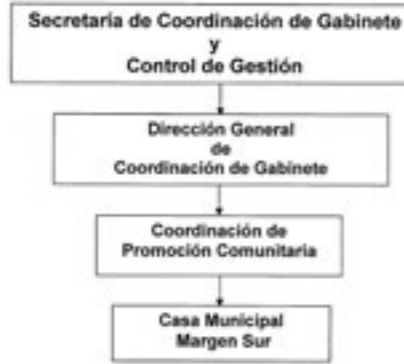 Secretaría de Coordinación de Gabinete
y
Control de Gestión
Dirección General
de
Coordinación de Gabinete
Coordinación de
Promoción Comunitaria
Casa Municipal
Margen Sur